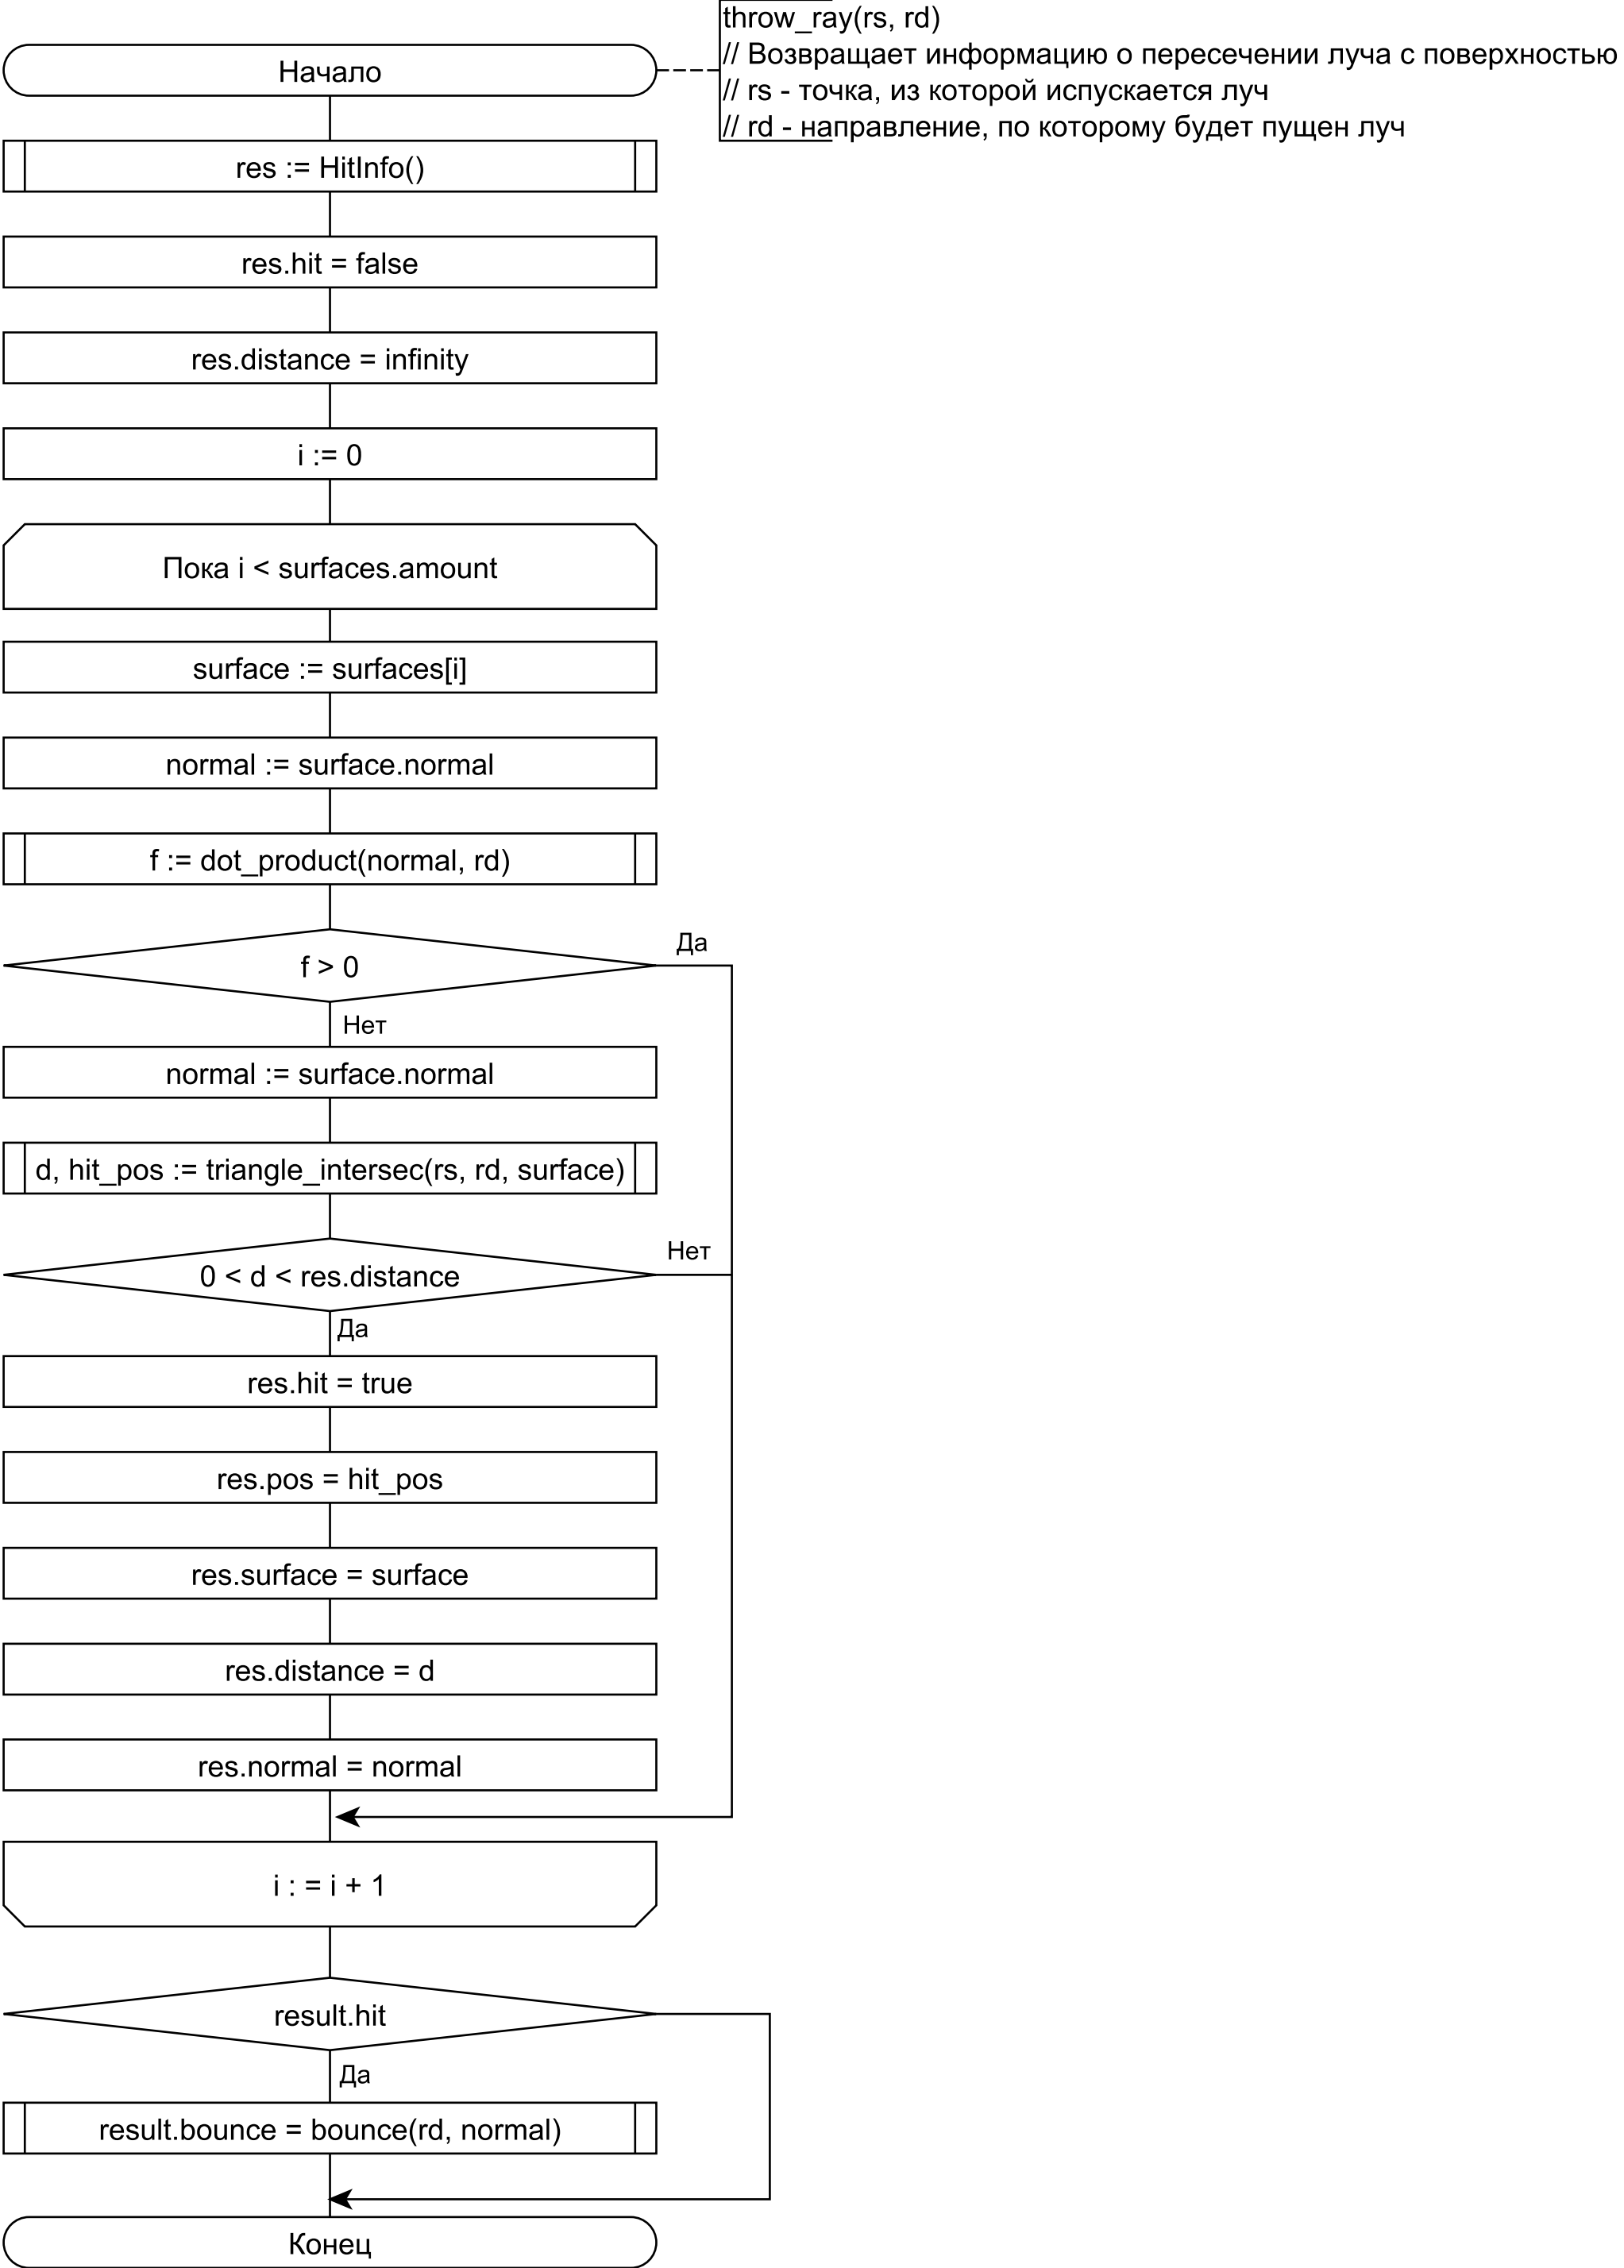 throw_ray(rs, rd)
// Возвращает информацию о пересечении луча с поверхностью
// rs - точка, из которой испускается луч
// rd - направление, по которому будет пущен луч
Начало
res := HitInfo()
res.hit = false
res.distance = infinity
i := 0
Пока i < surfaces.amount
surface := surfaces[i]
normal := surface.normal
f := dot_product(normal, rd)
f > 0
Да
Нет
normal := surface.normal
d, hit_pos := triangle_intersec(rs, rd, surface)
0 < d < res.distance
Нет
Да
res.hit = true
res.pos = hit_pos
res.surface = surface
res.distance = d
res.normal = normal
i : = i + 1
result.hit
Да
result.bounce = bounce(rd, normal)
Конец